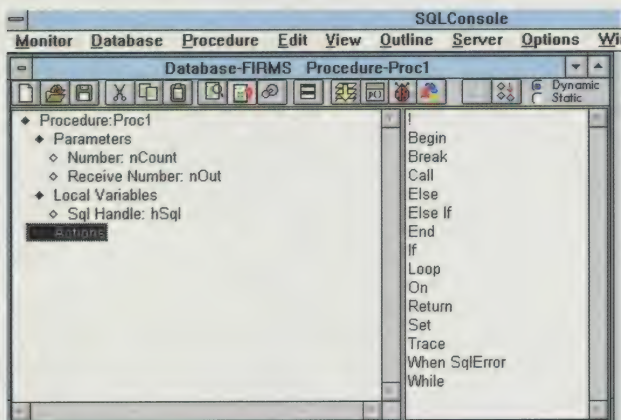 SQLConsole
Monitor Database Procedure Edit View Outline Server Options Wi
Database-FIRMS Procedure-Proc1
Dynamic
Static
Procedure:Proc1
Parameters
Number: nCount
Receive Number: nOut
Local Variables
Sql Handle: hSql
Actions
!
Begin
Break
Call
Else
Else If
End
If
Loop
On
Return
Set
Trace
When SqlError
While